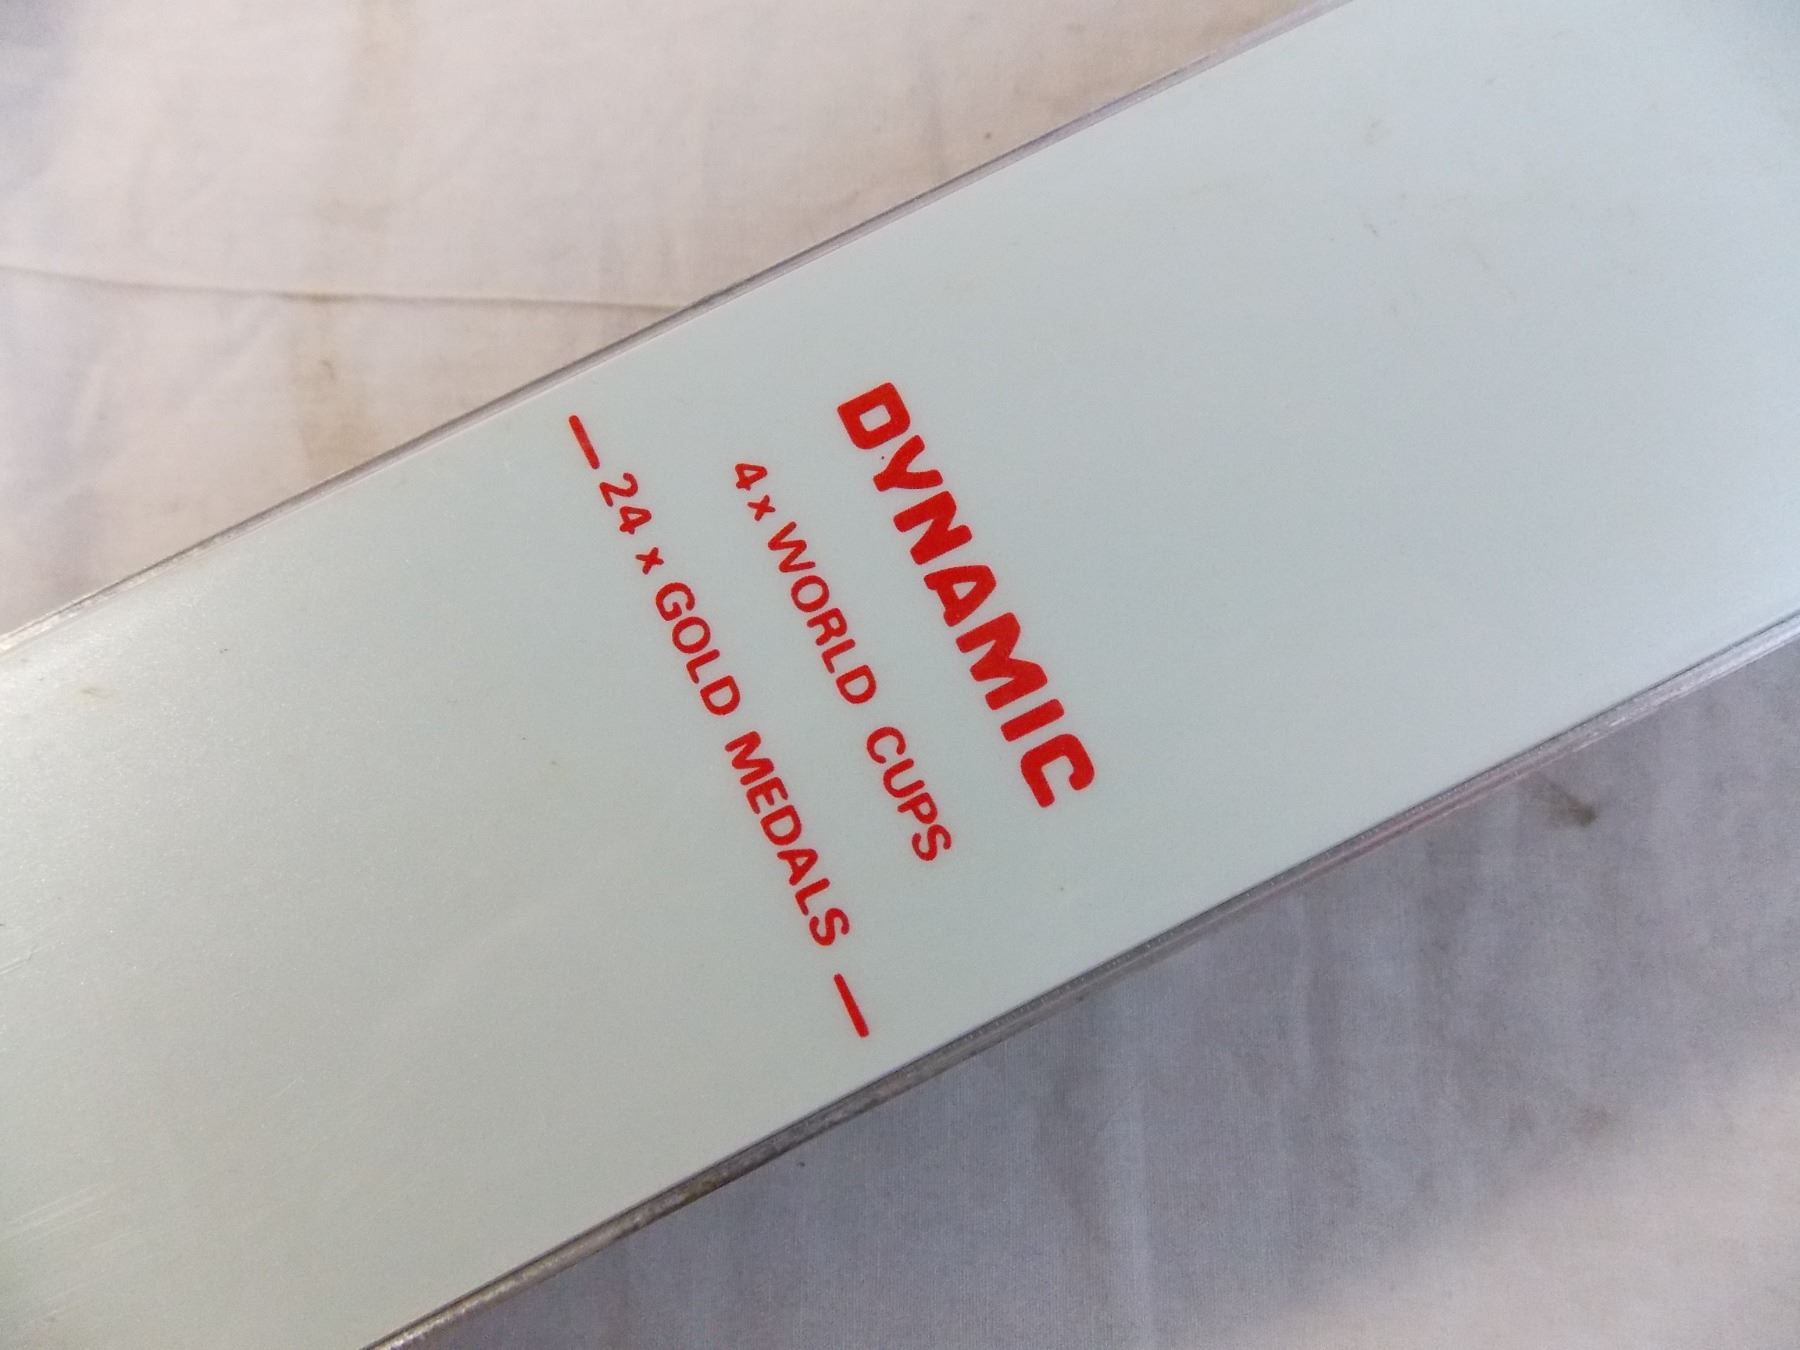 DYNAMIC
4 x WORLD CUPS
— 24 x GOLD MEDALS —